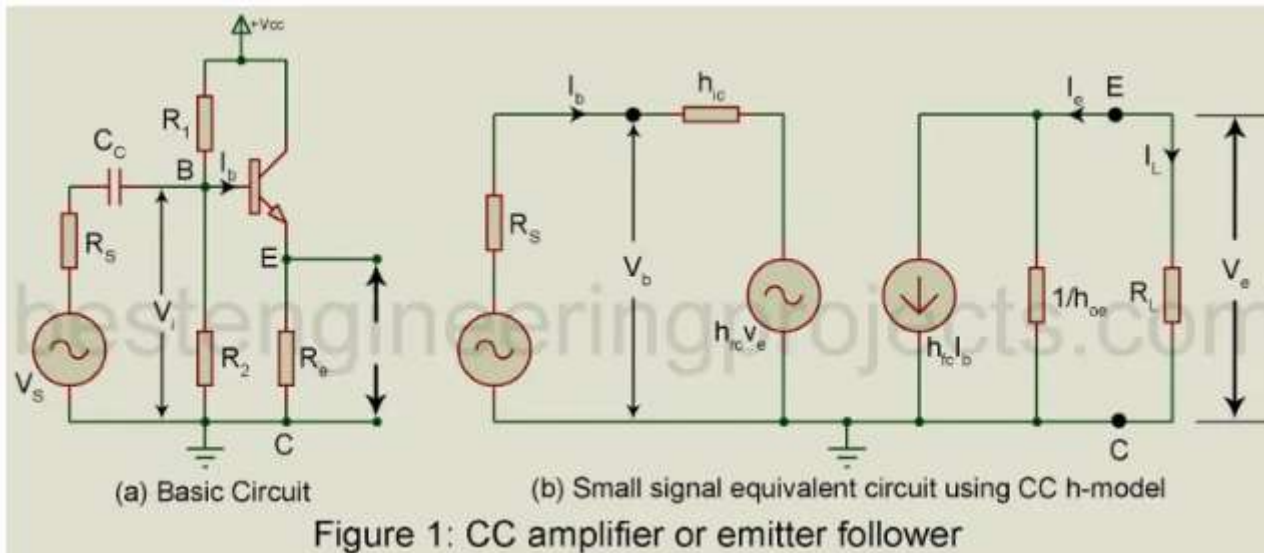 +Vcc
R1
CC
B
Ib
RS
E
Vi
R2
Re
VS
C
Ib
hic
Ie
E
IL
RS
Vb
hrcve
hfcIb
1/hoe
RL
Ve
C
bestengineeringprojects.com
(a) Basic Circuit
(b) Small signal equivalent circuit using CC h-model
Figure 1: CC amplifier or emitter follower